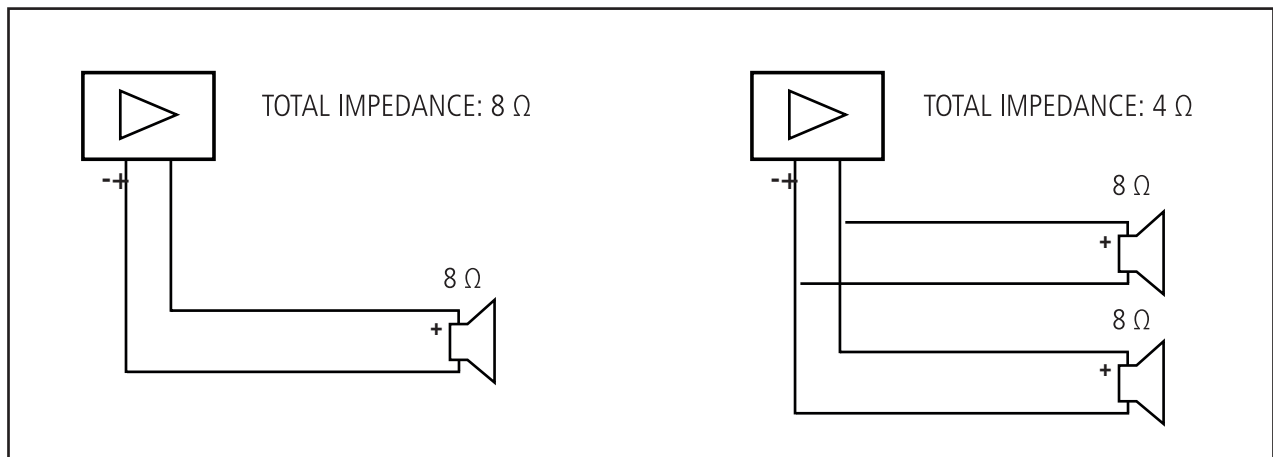 TOTAL IMPEDANCE: 8 Ω
-+
8 Ω
+
TOTAL IMPEDANCE: 4 Ω
-+
8 Ω
+
8 Ω
+